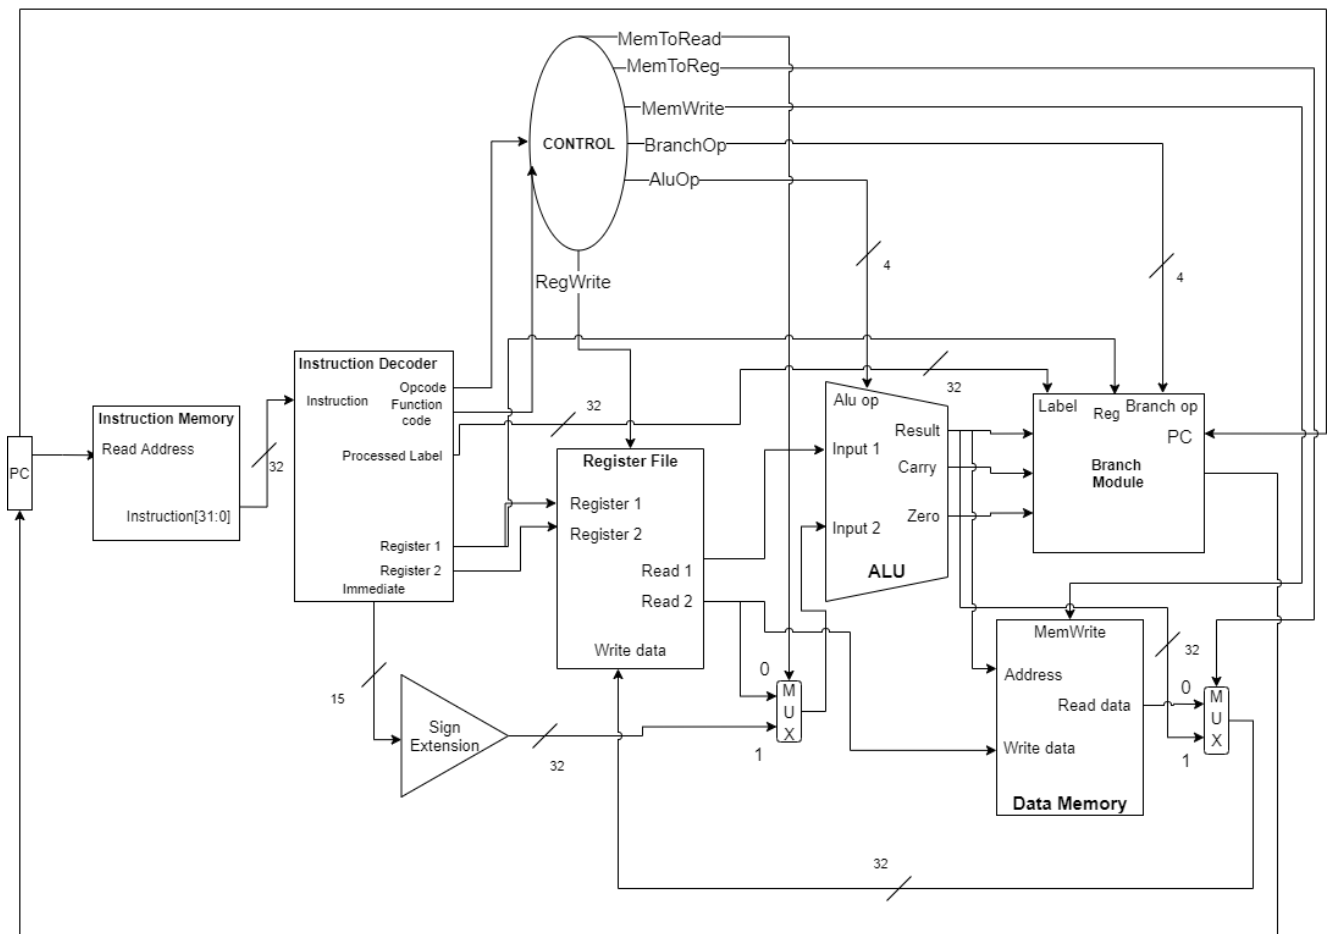 MemToRead
MemToReg
MemWrite
CONTROL
BranchOp
AluOp
4
4
RegWrite
Instruction Decoder
Opcode
Instruction
Function
code
32
Processed Label
Register 1
Register 2
Immediate
Instruction Memory
Read Address
32
Instruction[31:0]
PC
Register File
Register 1
Register 2
Read 1
Read 2
Write data
32
Alu op
Result
Input 1
Carry
Zero
Input 2
ALU
Label
Reg
Branch op
PC
Branch
Module
15
Sign
Extension
32
0
M
U
X
1
MemWrite
Address
Read data
Write data
Data Memory
32
0
M
U
X
1
32